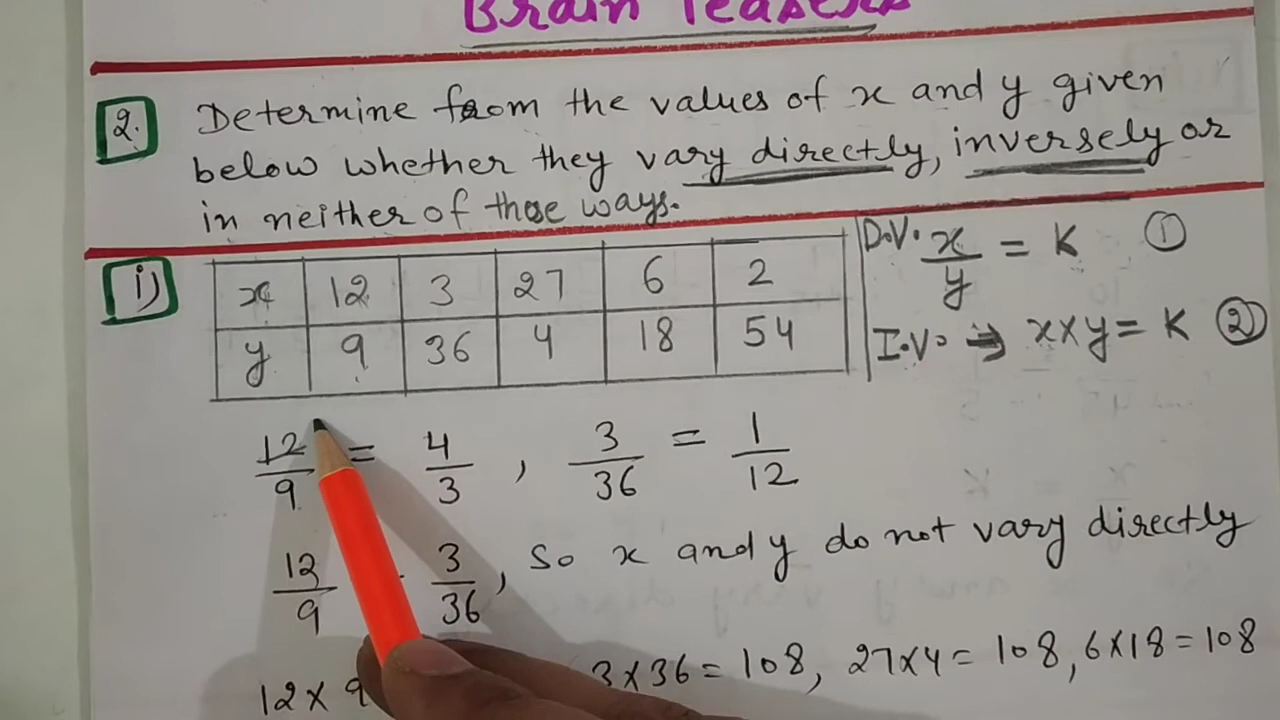 Brain Teasers
2. Determine from the values of x and y given
below whether they vary directly, inversely or
in neither of those ways.
i) x 12 3 27 6 2
y 9 36 4 18 54
D.V. x/y = K ①
I.V. ⇒ x×y = K ②
12/9 = 4/3 , 3/36 = 1/12
12/9 3/36 , So x and y do not vary directly
12 × 9 3×36 = 108, 27×4 = 108, 6×18 = 108